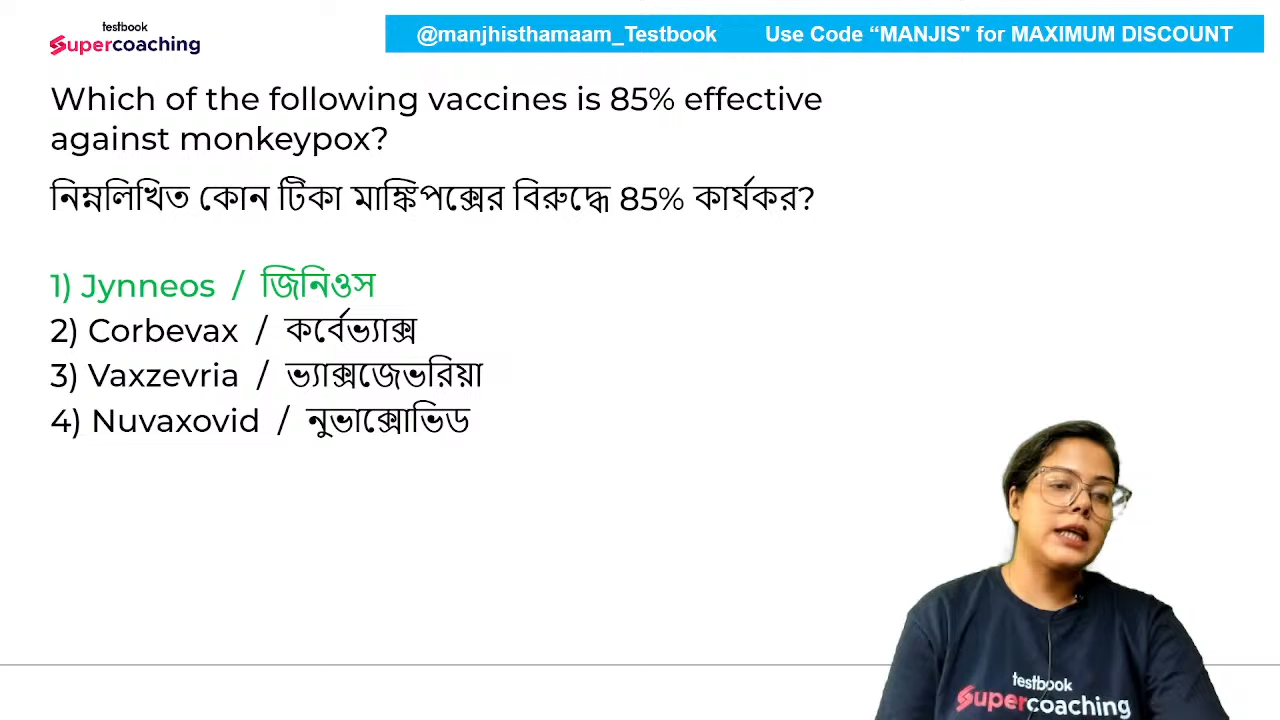 testbook
Supercoaching
@manjhisthamaam_Testbook Use Code “MANJIS" for MAXIMUM DISCOUNT
Which of the following vaccines is 85% effective
against monkeypox?
নিম্নলিখিত কোন টিকা মাঙ্কিপক্সের বিরুদ্ধে 85% কার্যকর?
1) Jynneos / জিনিওস
2) Corbevax / কর্বেভ্যাক্স
3) Vaxzevria / ভ্যাক্সজেভরিয়া
4) Nuvaxovid / নুভাক্সোভিড
testbook
Supercoaching